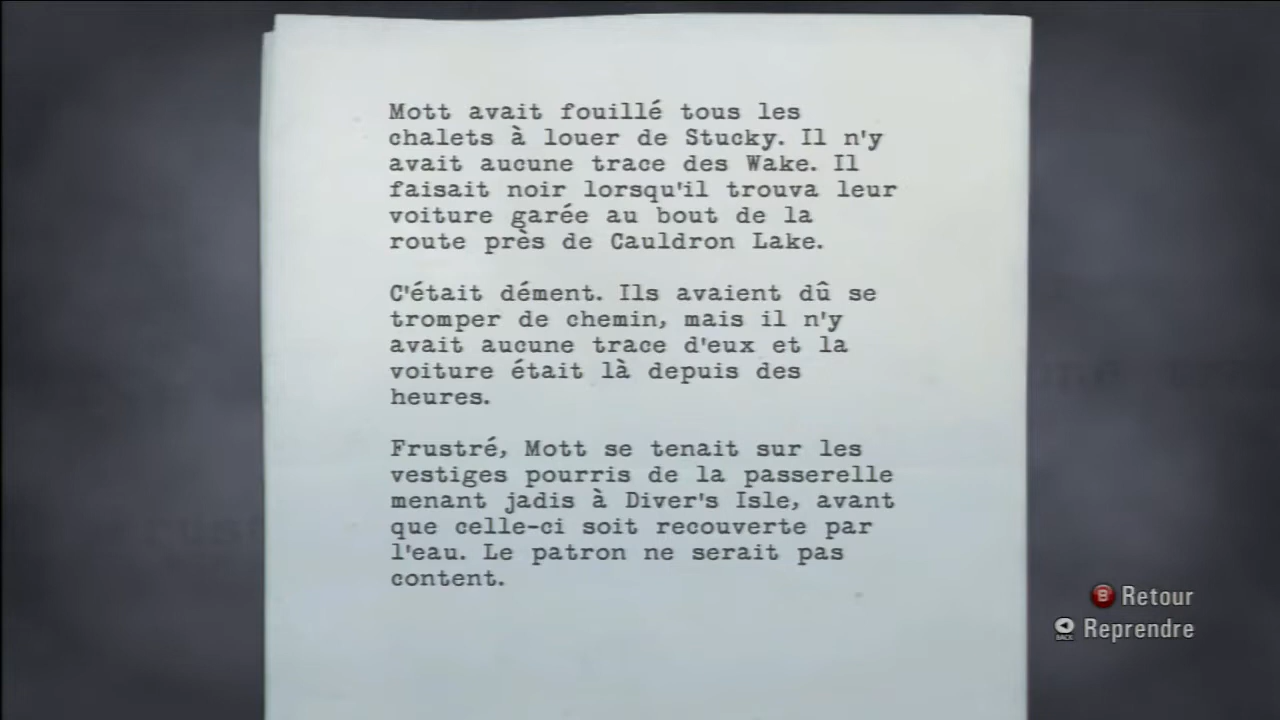 Mott avait fouillé tous les
chalets à louer de Stucky. Il n'y
avait aucune trace des Wake. Il
faisait noir lorsqu'il trouva leur
voiture garée au bout de la
route près de Cauldron Lake.
C'était dément. Ils avaient dû se
tromper de chemin, mais il n'y
avait aucune trace d'eux et la
voiture était là depuis des
heures.
Frustré, Mott se tenait sur les
vestiges pourris de la passerelle
menant jadis à Diver's Isle, avant
que celle-ci soit recouverte par
l'eau. Le patron ne serait pas
content.
B Retour
BACK Reprendre